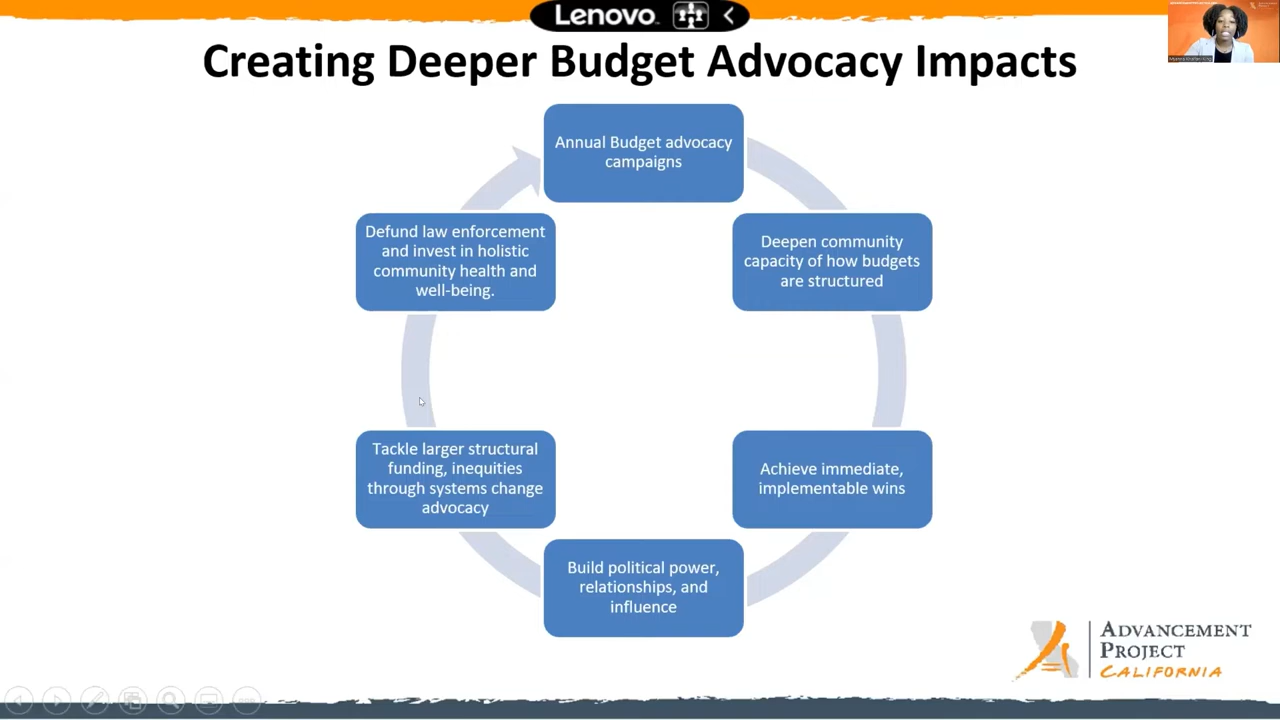 Lenovo
Creating Deeper Budget Advocacy Impacts
Annual Budget advocacy
campaigns
Deepen community
capacity of how budgets
are structured
Achieve immediate,
implementable wins
Build political power,
relationships, and
influence
Tackle larger structural
funding, inequities
through systems change
advocacy
Defund law enforcement
and invest in holistic
community health and
well-being.
ADVANCEMENT
PROJECT
CALIFORNIA